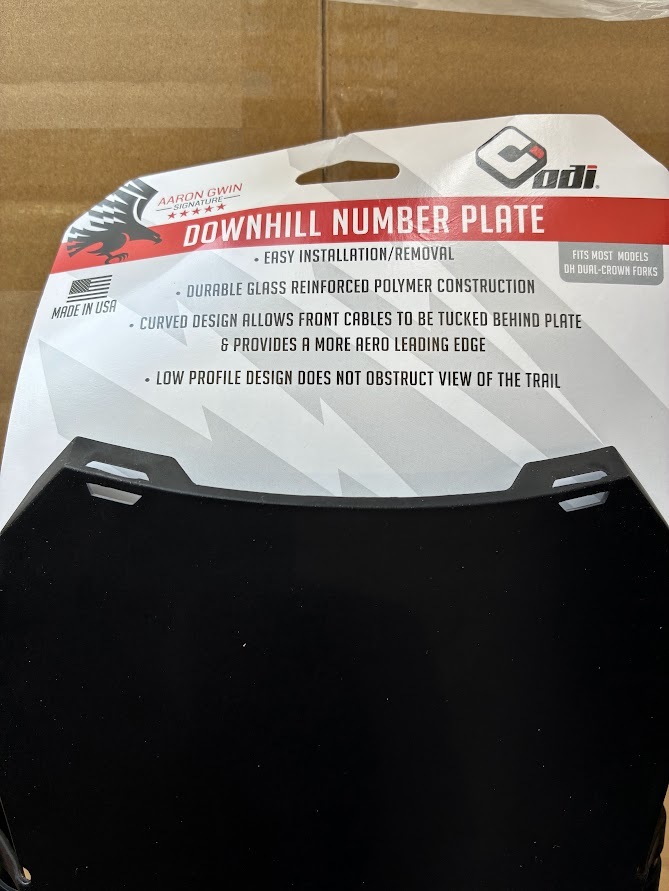 AARON GWIN
SIGNATURE
ODi
DOWNHILL NUMBER PLATE
• EASY INSTALLATION/REMOVAL
FITS MOST MODELS
DH DUAL-CROWN FORKS
MADE IN USA
• DURABLE GLASS REINFORCED POLYMER CONSTRUCTION
• CURVED DESIGN ALLOWS FRONT CABLES TO BE TUCKED BEHIND PLATE
& PROVIDES A MORE AERO LEADING EDGE
• LOW PROFILE DESIGN DOES NOT OBSTRUCT VIEW OF THE TRAIL